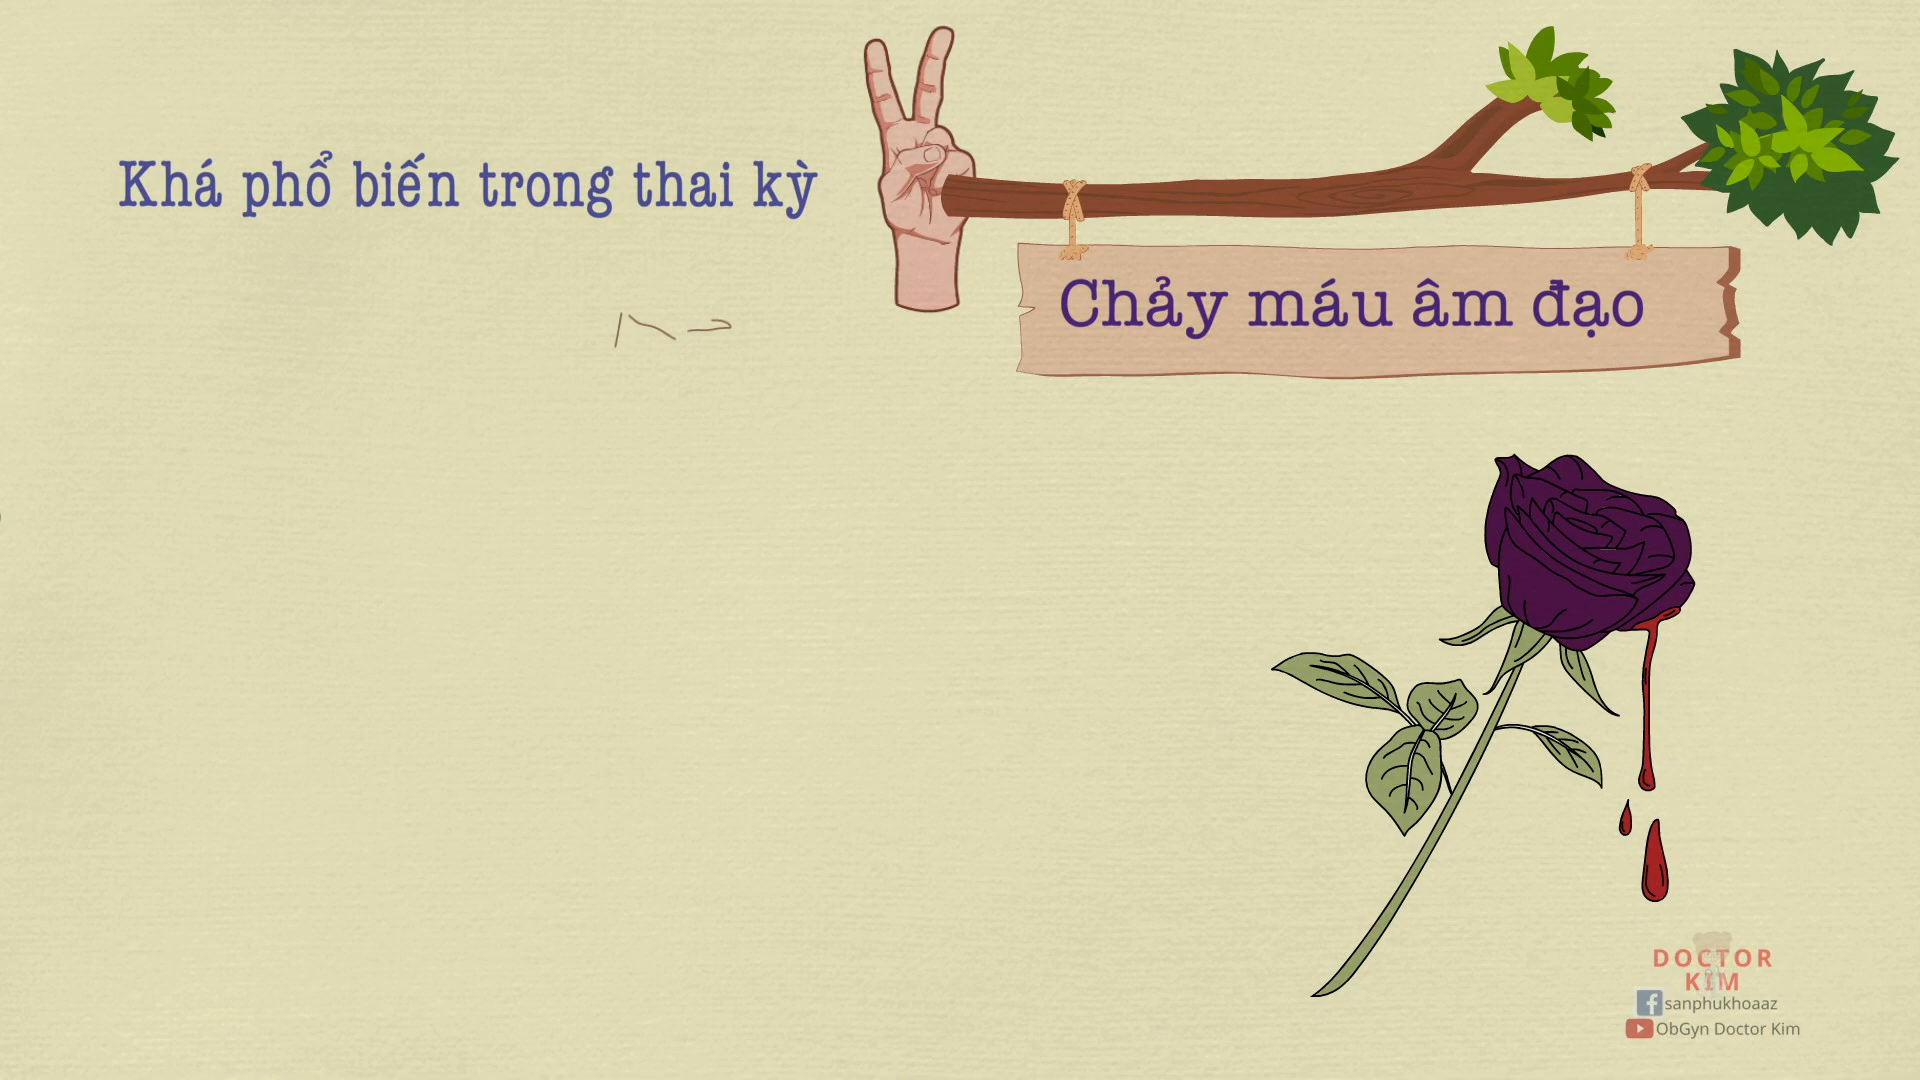 Khá phổ biến trong thai kỳ
Chảy máu âm đạo
DOCTOR
KIM
sanphukhoaaz
ObGyn Doctor Kim